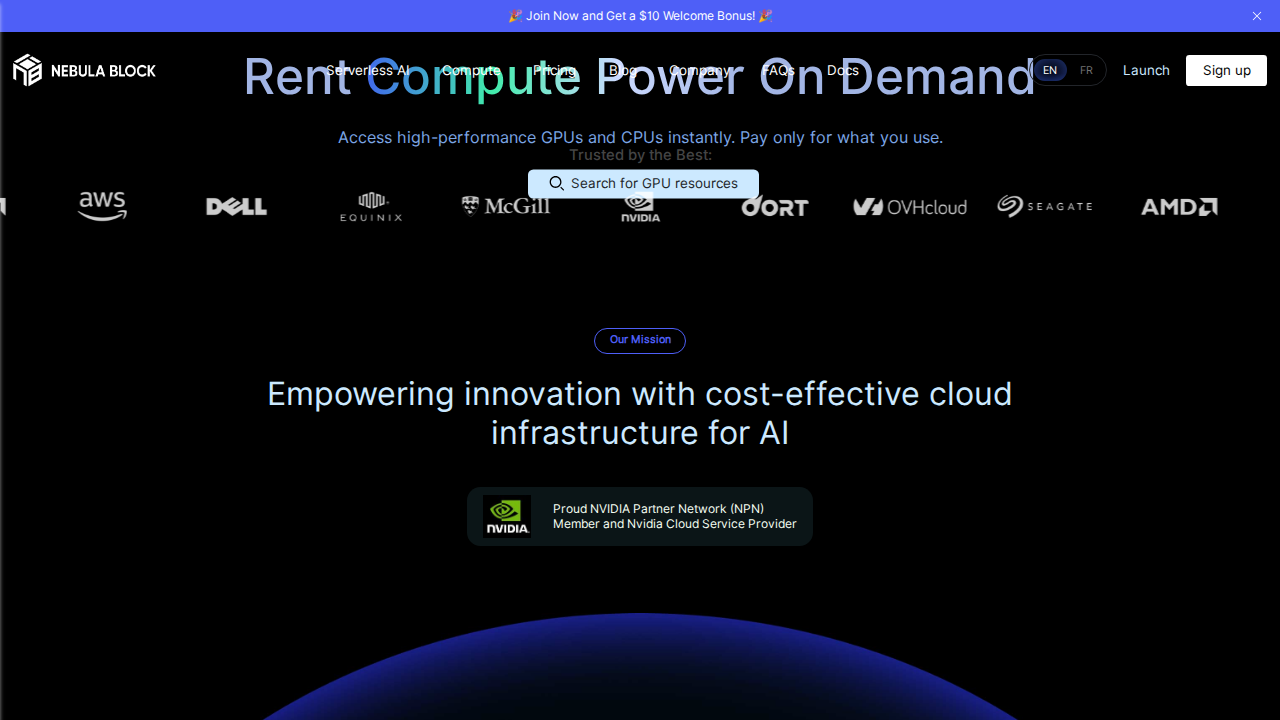 🎉 Join Now and Get a $10 Welcome Bonus! 🎉
NEBULA BLOCK
Serverless AI
Compute
Pricing
Blog
Company
FAQs
Docs
EN
FR
Launch
Sign up
Rent Compute Power On Demand
Access high-performance GPUs and CPUs instantly. Pay only for what you use.
Trusted by the Best:
Search for GPU resources
aws
DELL
EQUINIX
McGill
NVIDIA
OORT
OVHcloud
SEAGATE
AMD
Our Mission
Empowering innovation with cost-effective cloud
infrastructure for AI
NVIDIA.
Proud NVIDIA Partner Network (NPN)
Member and Nvidia Cloud Service Provider